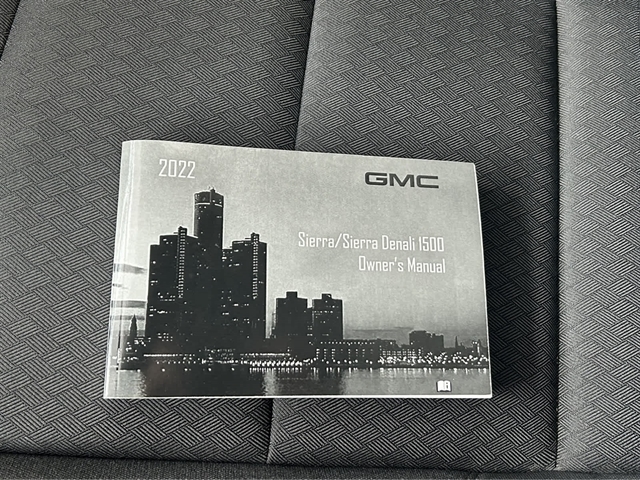 2022
GMC
Sierra/Sierra Denali 1500
Owner's Manual